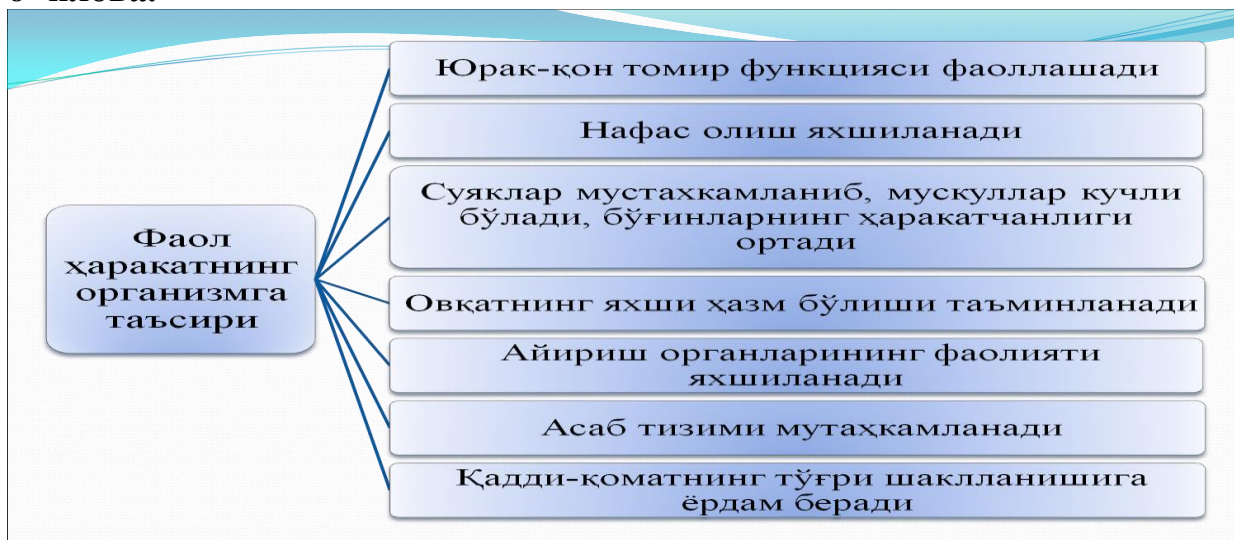 Фаол
ҳаракатнинг
организмга
таъсири
Юрак-қон томир функцияси фаоллашади
Нафас олиш яхшиланади
Суяклар мустахкамланиб, мускуллар кучли
бўлади, бўғинларнинг ҳаракатчанлиги
ортади
Овқатнинг яхши ҳазм бўлиши таъминланади
Айириш органларининг фаолияти
яхшиланади
Асаб тизими мутаҳкамланади
Қадди-қоматнинг тўғри шаклланишига
ёрдам беради